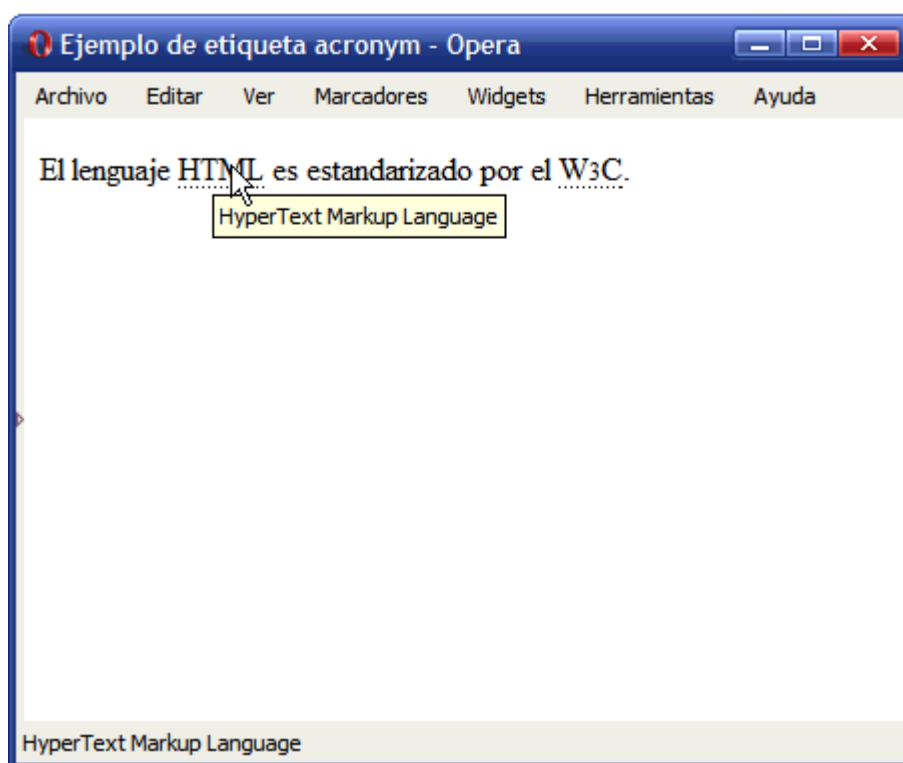 Ejemplo de etiqueta acronym - Opera
Archivo Editar Ver Marcadores Widgets Herramientas Ayuda
El lenguaje HTML es estandarizado por el W3C.
HyperText Markup Language
HyperText Markup Language